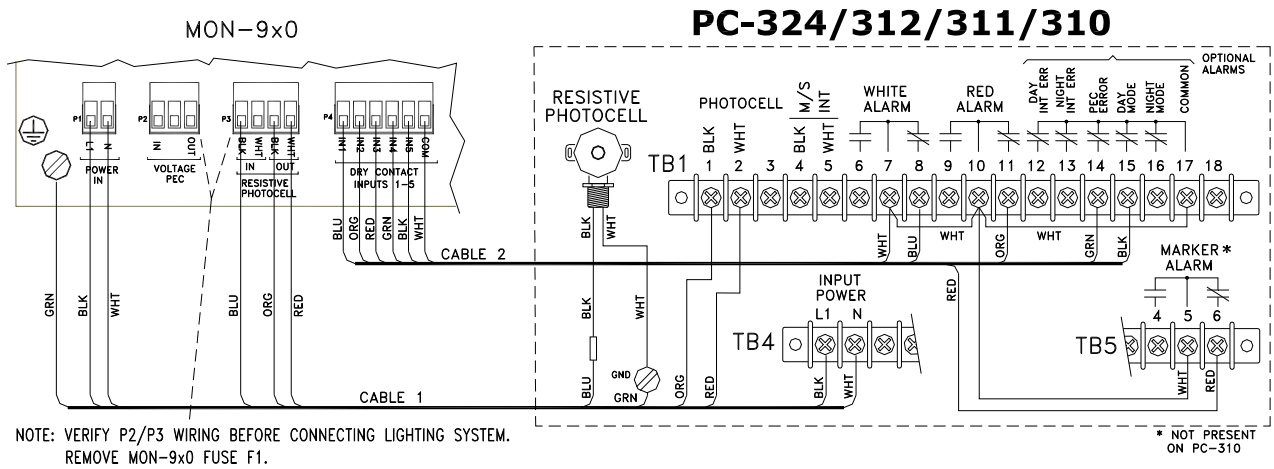 PC-324/312/311/310
MON-9x0
OPTIONAL
ALARMS
P1
P2
P3
P4
L1
N
IN
OUT
BLK
WHT
BLK
WHT
IN1
IN2
IN3
IN4
IN5
COM
POWER
IN
VOLTAGE
PEC
IN OUT
RESISTIVE
PHOTOCELL
DRY CONTACT
INPUTS 1-5
BLU
ORG
RED
GRN
BLK
WHT
CABLE 2
GRN
BLK
WHT
BLU
ORG
RED
CABLE 1
RESISTIVE
PHOTOCELL
BLK
WHT
BLK
WHT
BLU
GND
GRN
PHOTOCELL
BLK
WHT
M/S
INT
BLK
WHT
WHITE
ALARM
RED
ALARM
DAY
INT ERR
NIGHT
INT ERR
PEC
ERROR
DAY
MODE
NIGHT
MODE
COMMON
TB1
1 2 3 4 5 6 7 8 9 10 11 12 13 14 15 16 17 18
WHT
BLU
WHT
ORG
WHT
GRN
BLK
RED
ORG
RED
INPUT
POWER
L1 N
TB4
BLK
WHT
MARKER*
ALARM
4 5 6
TB5
WHT
RED
* NOT PRESENT
ON PC-310
NOTE: VERIFY P2/P3 WIRING BEFORE CONNECTING LIGHTING SYSTEM.
REMOVE MON-9x0 FUSE F1.